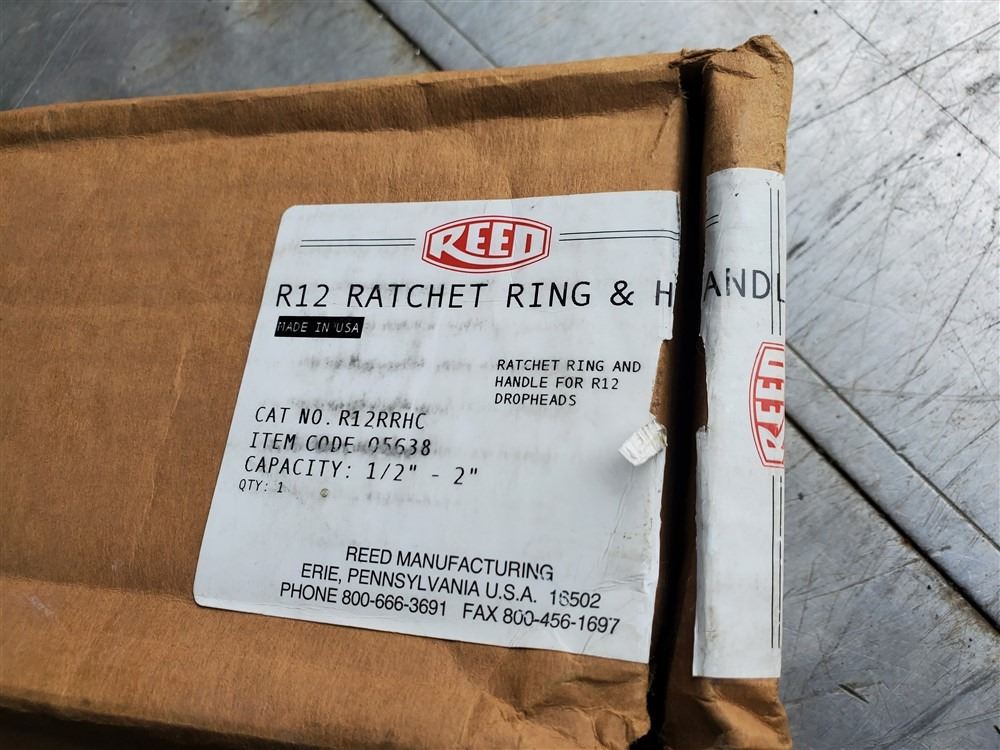 REED
R12 RATCHET RING & HANDL
MADE IN USA
RATCHET RING AND
HANDLE FOR R12
DROPHEADS
CAT NO. R12RRHC
ITEM CODE 05638
CAPACITY: 1/2" - 2"
QTY: 1
REED MANUFACTURING
ERIE, PENNSYLVANIA U.S.A. 16502
PHONE 800-666-3691 FAX 800-456-1697
REED